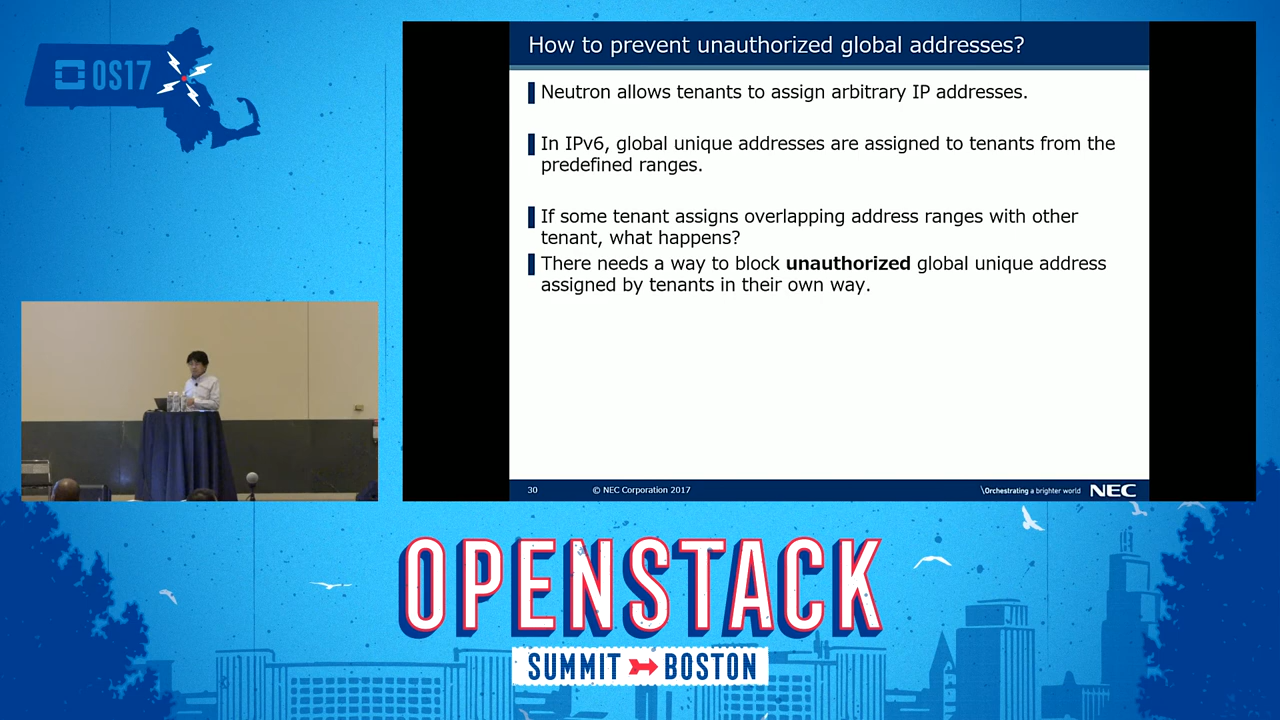 OS17
How to prevent unauthorized global addresses?
Neutron allows tenants to assign arbitrary IP addresses.
In IPv6, global unique addresses are assigned to tenants from the
predefined ranges.
If some tenant assigns overlapping address ranges with other
tenant, what happens?
There needs a way to block unauthorized global unique address
assigned by tenants in their own way.
30
© NEC Corporation 2017
\Orchestrating a brighter world
NEC
OPENSTACK
SUMMIT BOSTON